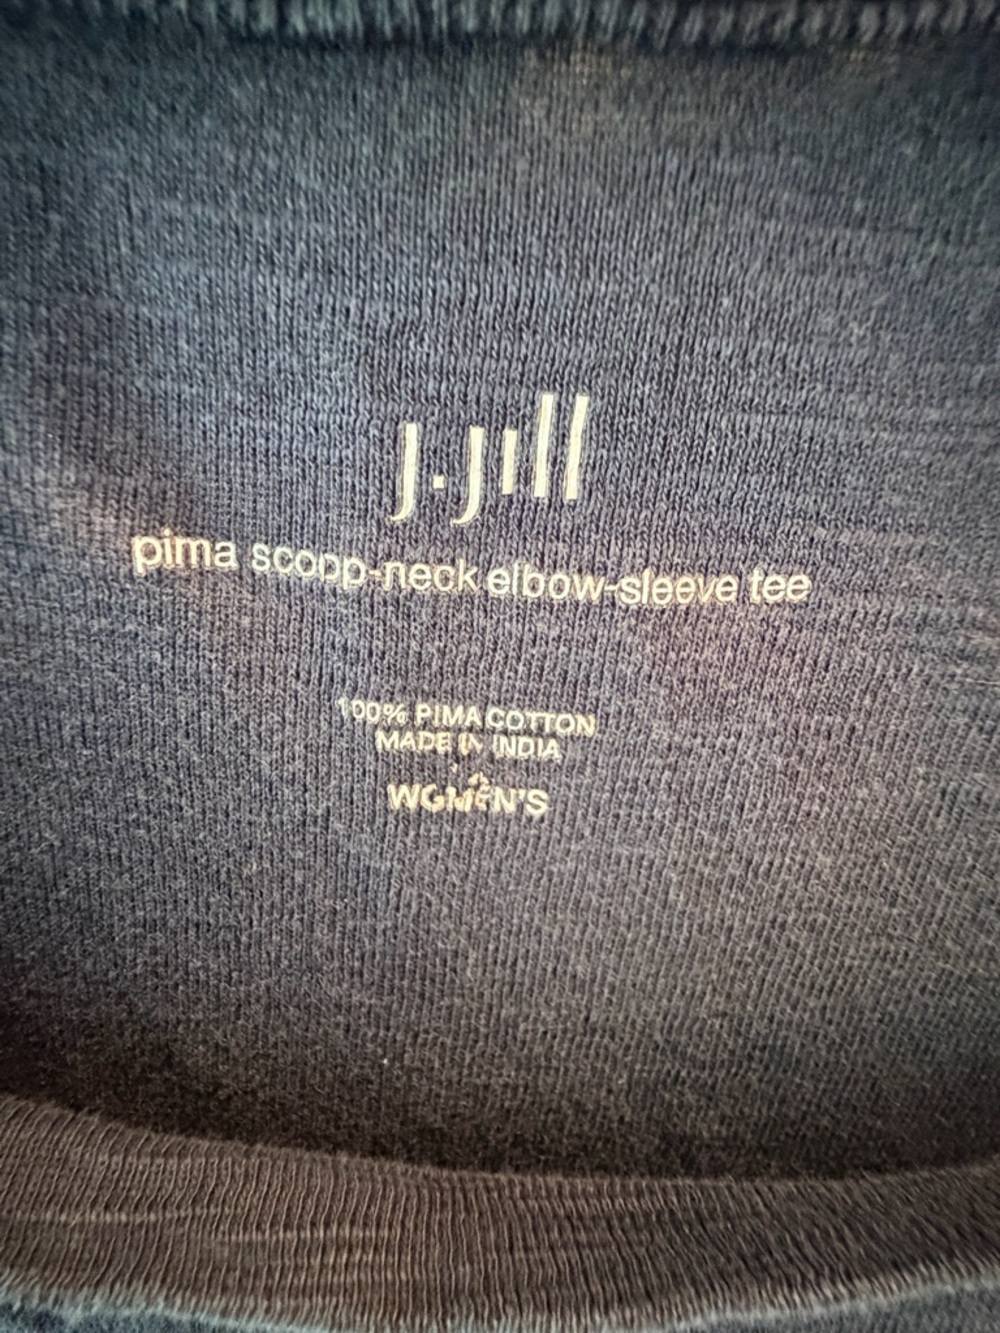 J.Jill
pima scoop-neck elbow-sleeve tee
100% PIMA COTTON
MADE IN INDIA
WOMEN'S